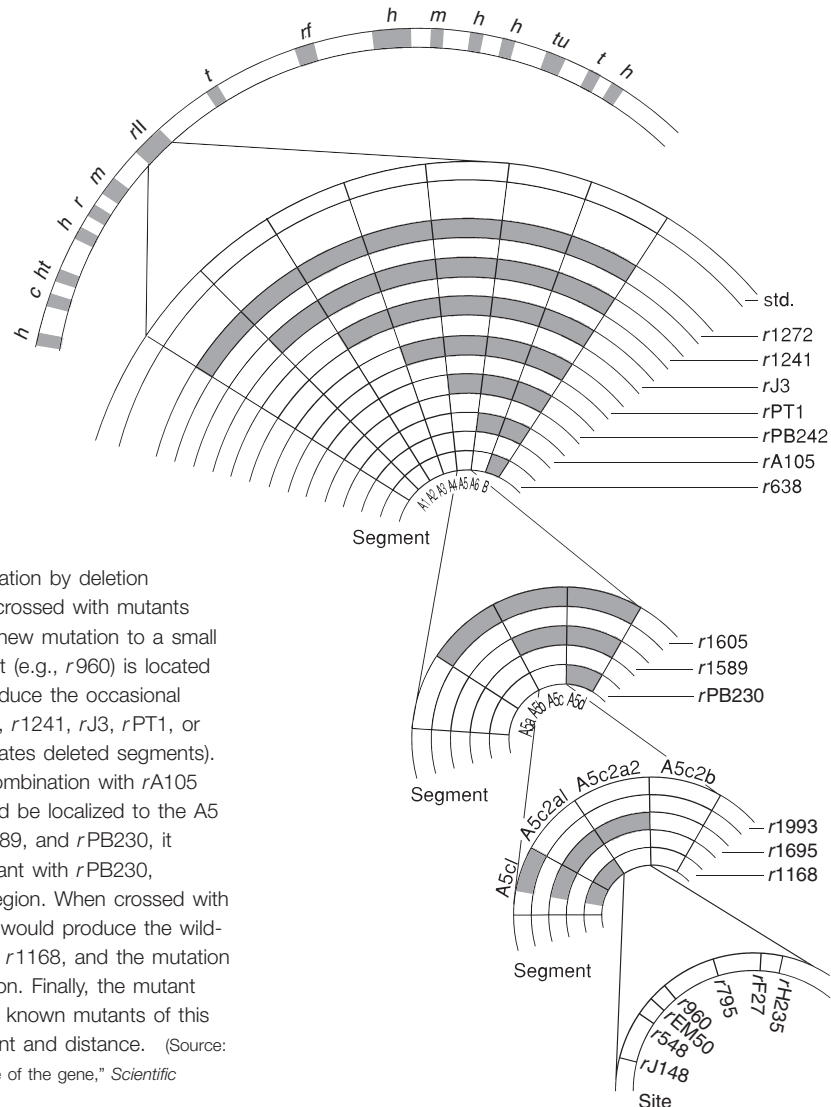 h
m
h
h
tu
t
h
rf
t
rII
m
r
h
ht
c
h
std.
r1272
r1241
rJ3
rPT1
rPB242
rA105
r638
A1 A2 A3 A4 A5 A6 B
Segment
ation by deletion
crossed with mutants
new mutation to a small
t (e.g., r960) is located
duce the occasional
, r1241, rJ3, rPT1, or
ates deleted segments).
ombination with rA105
d be localized to the A5
89, and rPB230, it
ant with rPB230,
egion. When crossed with
would produce the wild-
r1168, and the mutation
on. Finally, the mutant
known mutants of this
nt and distance. (Source:
e of the gene," Scientific
r1605
r1589
rPB230
A5a A5b A5c A5d
Segment
A5cl
A5c2al
A5c2a2
A5c2b
r1993
r1695
r1168
Segment
rJ148
r548
rEM50
r960
r795
rF27
rH235
Site